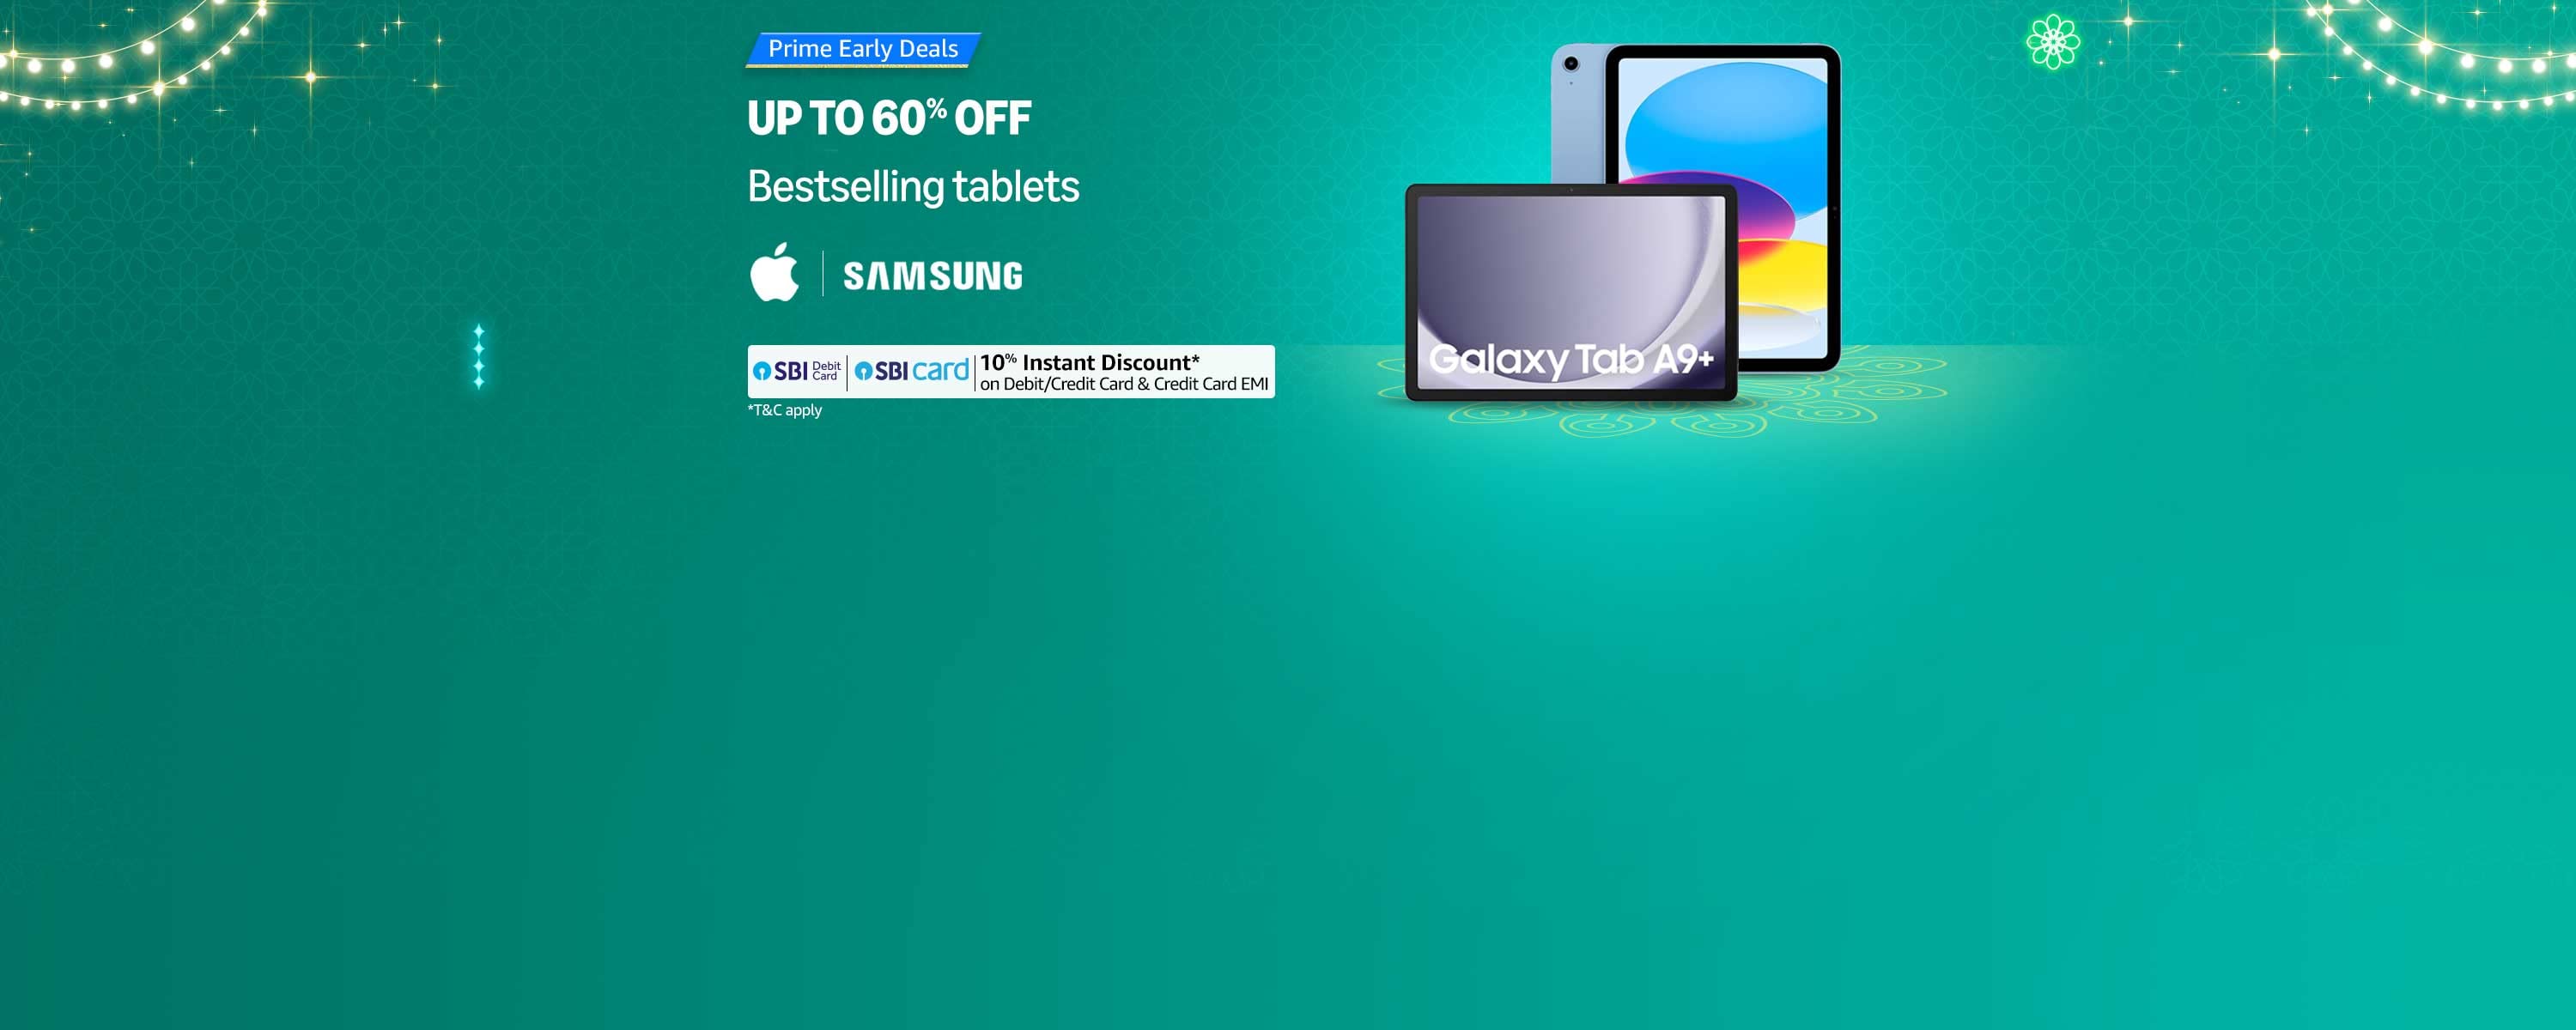 Prime Early Deals
UP TO 60% OFF
Bestselling tablets
SAMSUNG
SBI Debit Card SBI card 10% Instant Discount*
on Debit/Credit Card & Credit Card EMI
*T&C apply
Galaxy Tab A9+